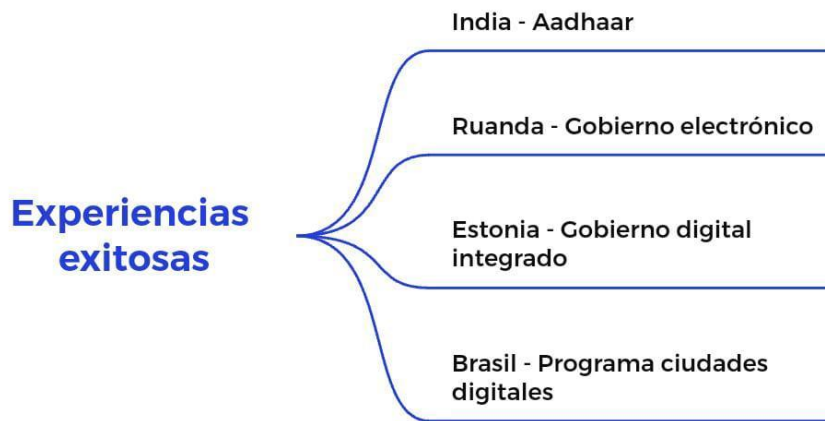 Experiencias
exitosas
India - Aadhaar
Ruanda - Gobierno electrónico
Estonia - Gobierno digital
integrado
Brasil - Programa ciudades
digitales